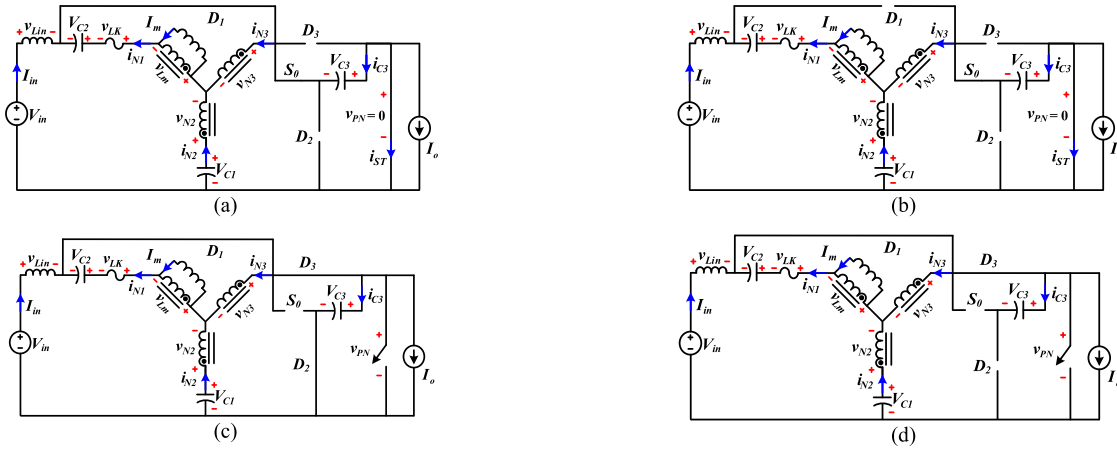 v_Lin V_C2 v_LK I_m D_1 i_N3 D_3
i_N1 v_Lm v_N3 S_0 V_C3 i_C3
I_in V_in v_N2 D_2 v_PN = 0 I_o
i_N2 V_C1 i_ST
(a)
v_Lin V_C2 v_LK I_m D_1 i_N3 D_3
i_N1 v_Lm v_N3 S_0 V_C3 i_C3
I_in V_in v_N2 D_2 v_PN = 0
i_N2 V_C1 i_ST
(b)
v_Lin V_C2 v_LK I_m D_1 i_N3 D_3
i_N1 v_Lm v_N3 S_0 V_C3 i_C3
I_in V_in v_N2 D_2 v_PN I_o
i_N2 V_C1
(c)
v_Lin V_C2 v_LK I_m D_1 i_N3 D_3
i_N1 v_Lm v_N3 S_0 V_C3 i_C3
I_in V_in v_N2 D_2 v_PN
i_N2 V_C1
(d)